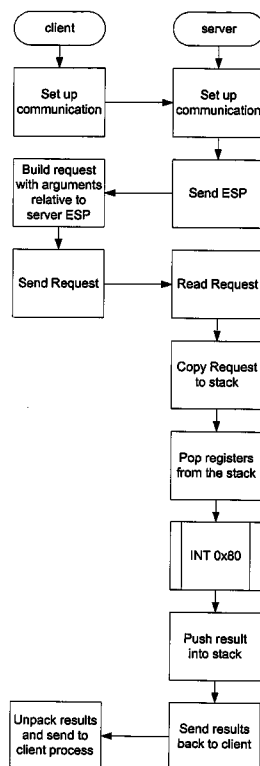 client
server
Set up
communication
Set up
communication
Build request
with arguments
relative to
server ESP
Send ESP
Send Request
Read Request
Copy Request
to stack
Pop registers
from the stack
INT 0x80
Push result
into stack
Unpack results
and send to
client process
Send results
back to client